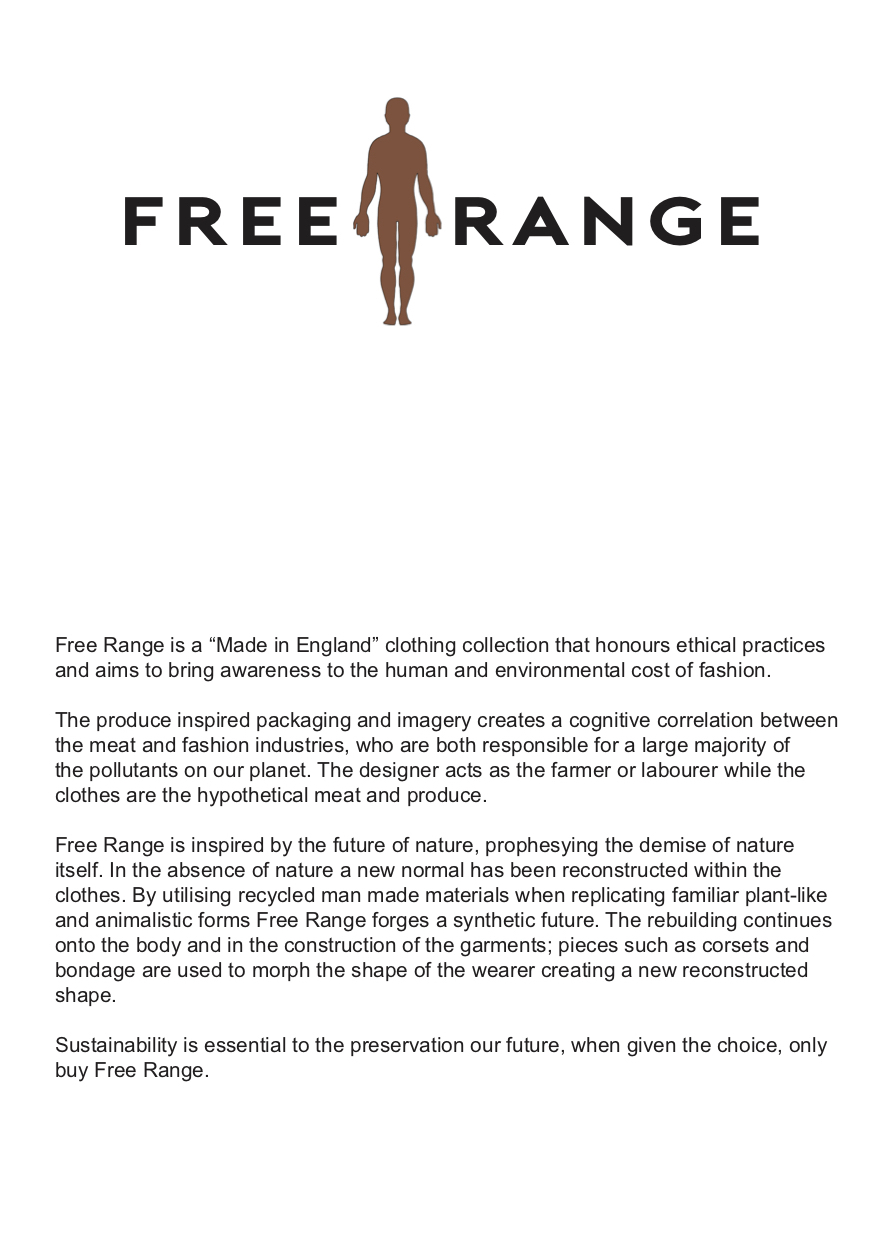 FREE RANGE
Free Range is a “Made in England” clothing collection that honours ethical practices
and aims to bring awareness to the human and environmental cost of fashion.
The produce inspired packaging and imagery creates a cognitive correlation between
the meat and fashion industries, who are both responsible for a large majority of
the pollutants on our planet. The designer acts as the farmer or labourer while the
clothes are the hypothetical meat and produce.
Free Range is inspired by the future of nature, prophesying the demise of nature
itself. In the absence of nature a new normal has been reconstructed within the
clothes. By utilising recycled man made materials when replicating familiar plant-like
and animalistic forms Free Range forges a synthetic future. The rebuilding continues
onto the body and in the construction of the garments; pieces such as corsets and
bondage are used to morph the shape of the wearer creating a new reconstructed
shape.
Sustainability is essential to the preservation our future, when given the choice, only
buy Free Range.